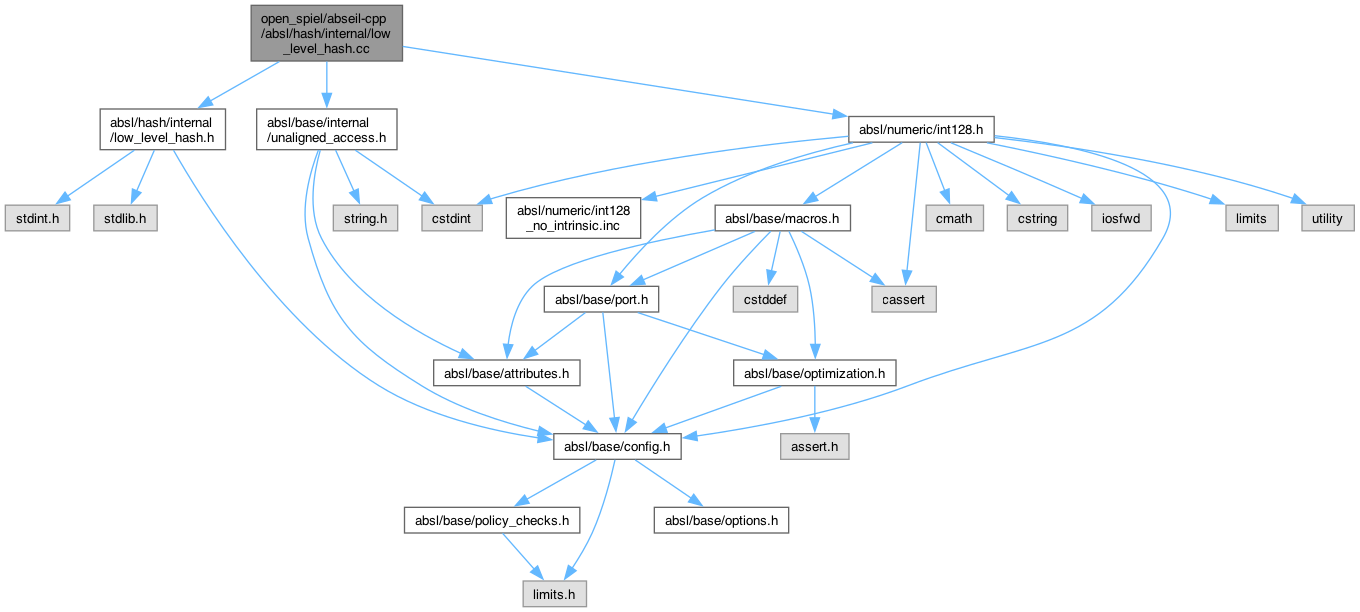 open_spiel/abseil-cpp
/absl/hash/internal/low
_level_hash.cc
absl/hash/internal
/low_level_hash.h
absl/base/internal
/unaligned_access.h
absl/numeric/int128.h
stdint.h
stdlib.h
string.h
cstdint
absl/numeric/int128
_no_intrinsic.inc
absl/base/macros.h
cmath
cstring
iosfwd
limits
utility
absl/base/port.h
cstddef
cassert
absl/base/attributes.h
absl/base/optimization.h
absl/base/config.h
assert.h
absl/base/policy_checks.h
absl/base/options.h
limits.h